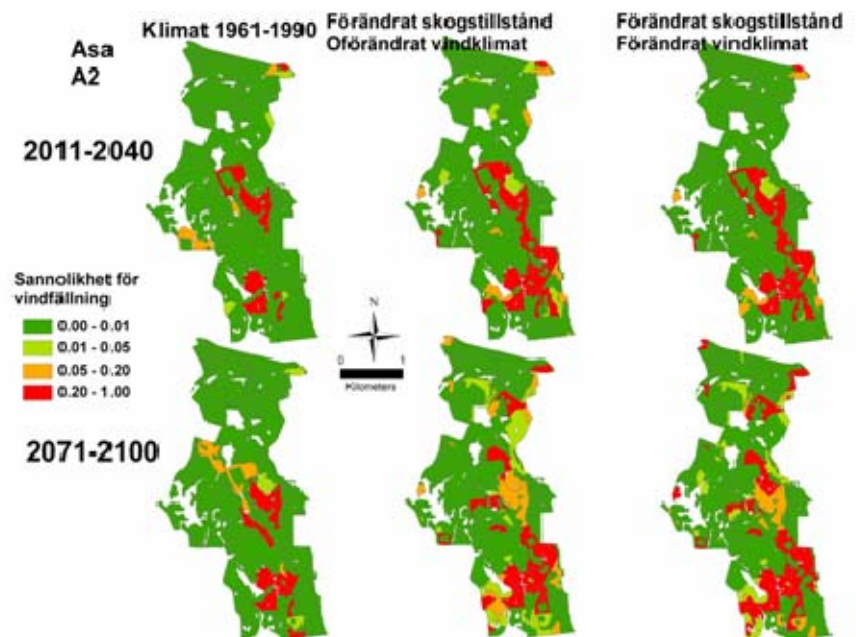 Asa
A2
Klimat 1961-1990
Förändrat skogstillstånd
Oförändrat vindklimat
Förändrat skogstillstånd
Förändrat vindklimat
2011-2040
Sannolikhet för
vindfällning
0.00 - 0.01
0.01 - 0.05
0.05 - 0.20
0.20 - 1.00
N
0 1
Kilometers
2071-2100